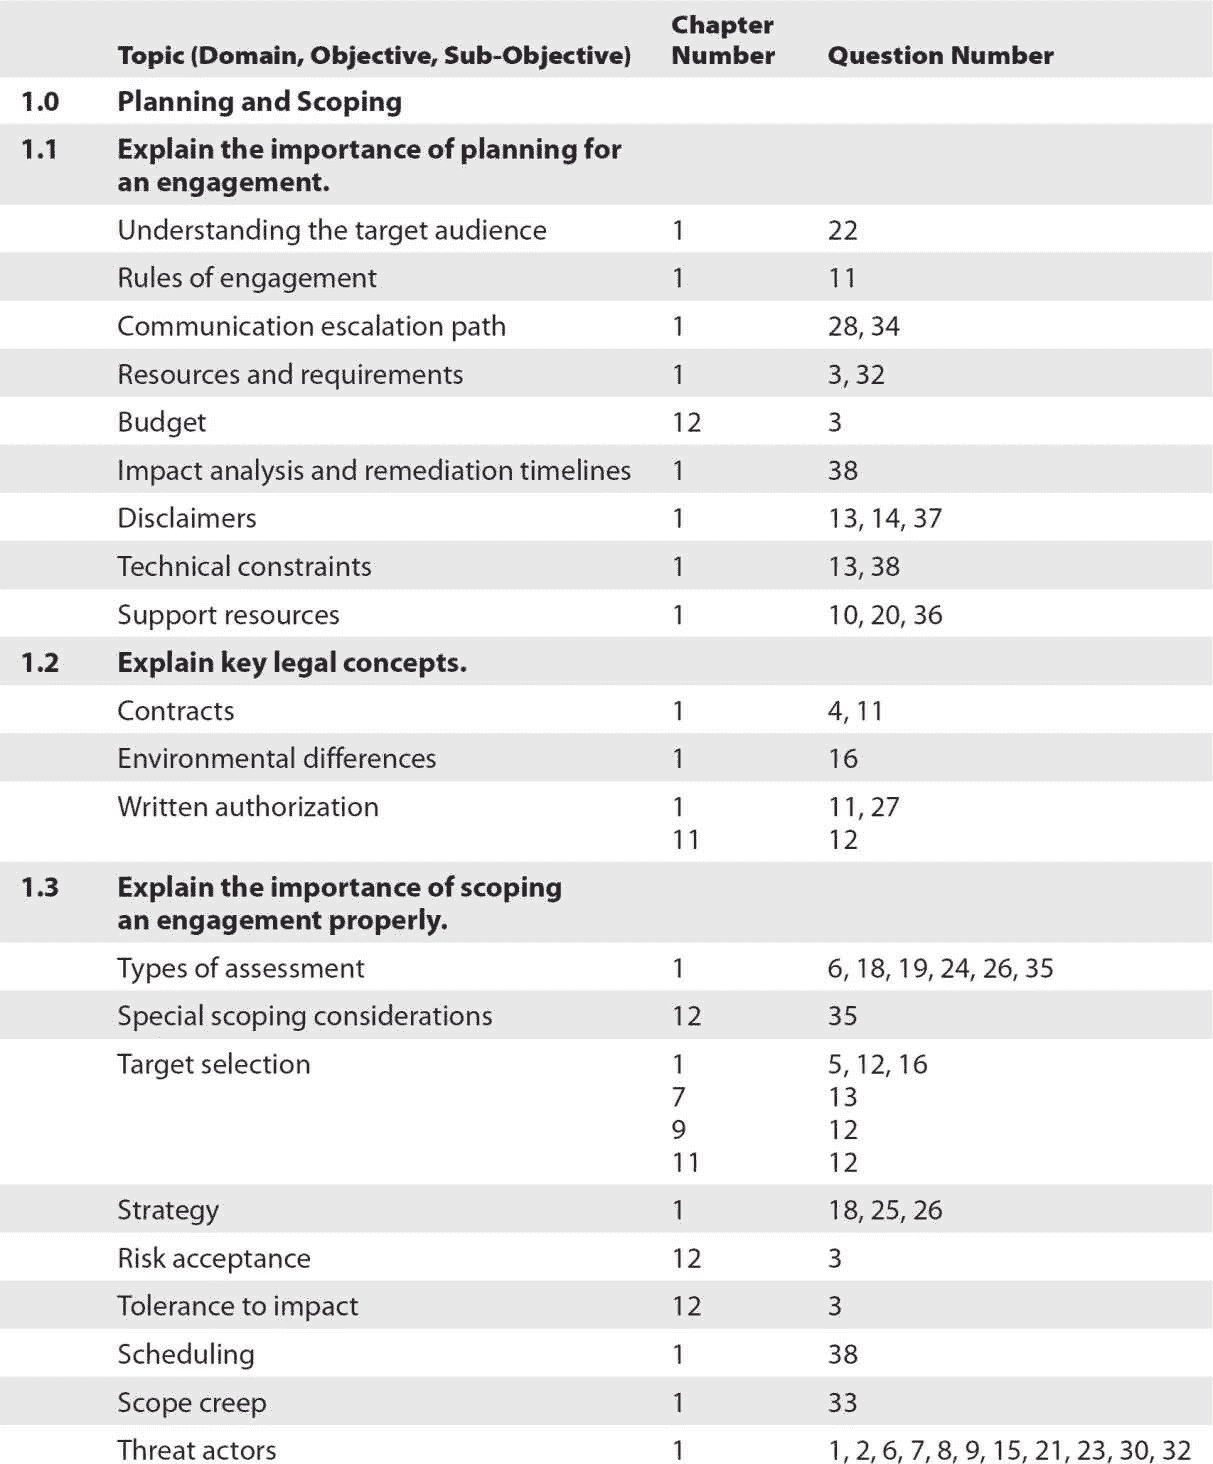 Topic (Domain, Objective, Sub-Objective) Chapter Number Question Number
1.0 Planning and Scoping
1.1 Explain the importance of planning for
an engagement.
Understanding the target audience 1 22
Rules of engagement 1 11
Communication escalation path 1 28, 34
Resources and requirements 1 3, 32
Budget 12 3
Impact analysis and remediation timelines 1 38
Disclaimers 1 13, 14, 37
Technical constraints 1 13, 38
Support resources 1 10, 20, 36
1.2 Explain key legal concepts.
Contracts 1 4, 11
Environmental differences 1 16
Written authorization 1 11, 27
11 12
1.3 Explain the importance of scoping
an engagement properly.
Types of assessment 1 6, 18, 19, 24, 26, 35
Special scoping considerations 12 35
Target selection 1 5, 12, 16
7 13
9 12
11 12
Strategy 1 18, 25, 26
Risk acceptance 12 3
Tolerance to impact 12 3
Scheduling 1 38
Scope creep 1 33
Threat actors 1 1, 2, 6, 7, 8, 9, 15, 21, 23, 30, 32